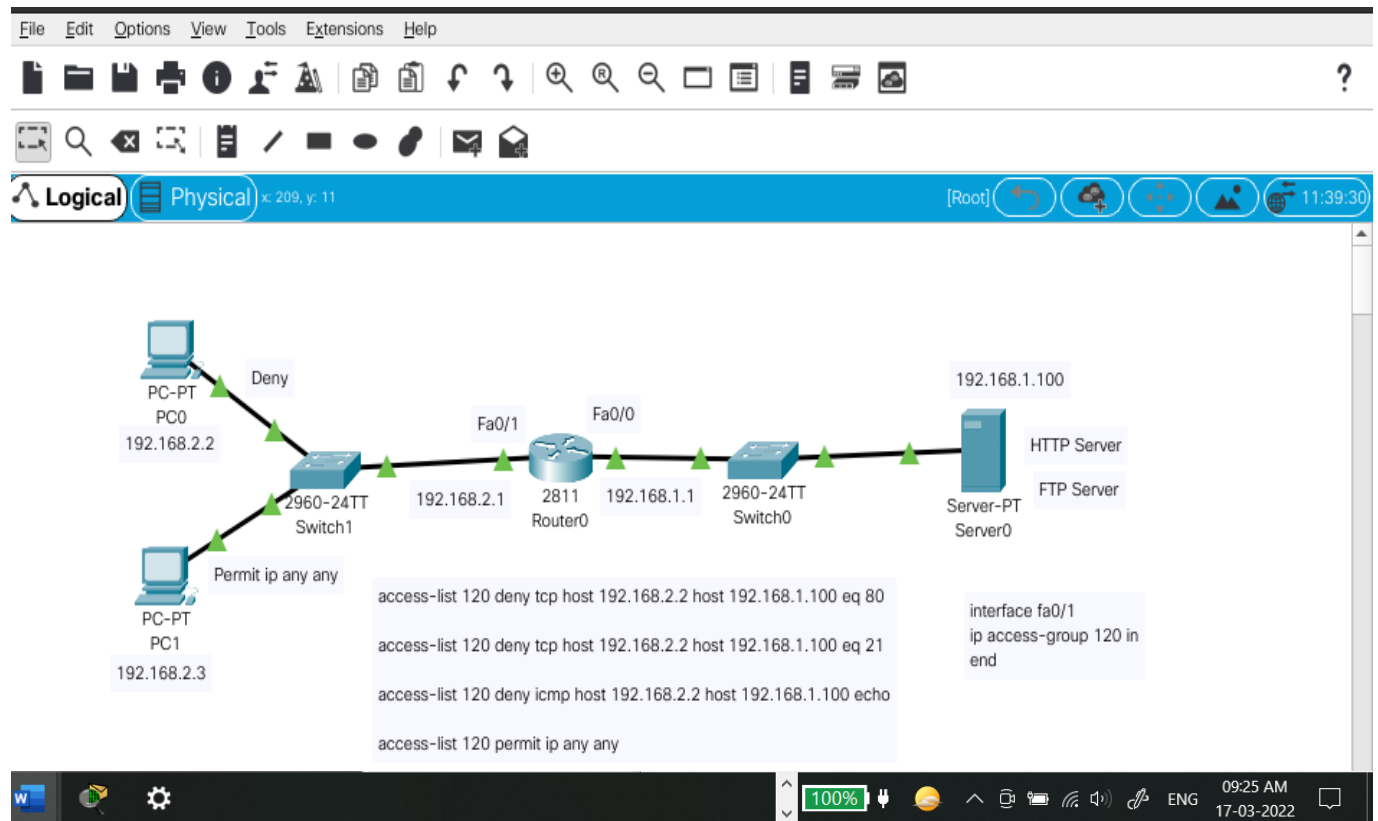 File Edit Options View Tools Extensions Help
Logical Physical x: 209, y: 11 [Root] 11:39:30
Deny
PC-PT
PC0
192.168.2.2
Fa0/1
Fa0/0
192.168.1.100
HTTP Server
FTP Server
Server-PT
Server0
2960-24TT
Switch1
192.168.2.1
2811
Router0
192.168.1.1
2960-24TT
Switch0
Permit ip any any
PC-PT
PC1
192.168.2.3
access-list 120 deny tcp host 192.168.2.2 host 192.168.1.100 eq 80
access-list 120 deny tcp host 192.168.2.2 host 192.168.1.100 eq 21
access-list 120 deny icmp host 192.168.2.2 host 192.168.1.100 echo
access-list 120 permit ip any any
interface fa0/1
ip access-group 120 in
end
100% ENG 09:25 AM
17-03-2022